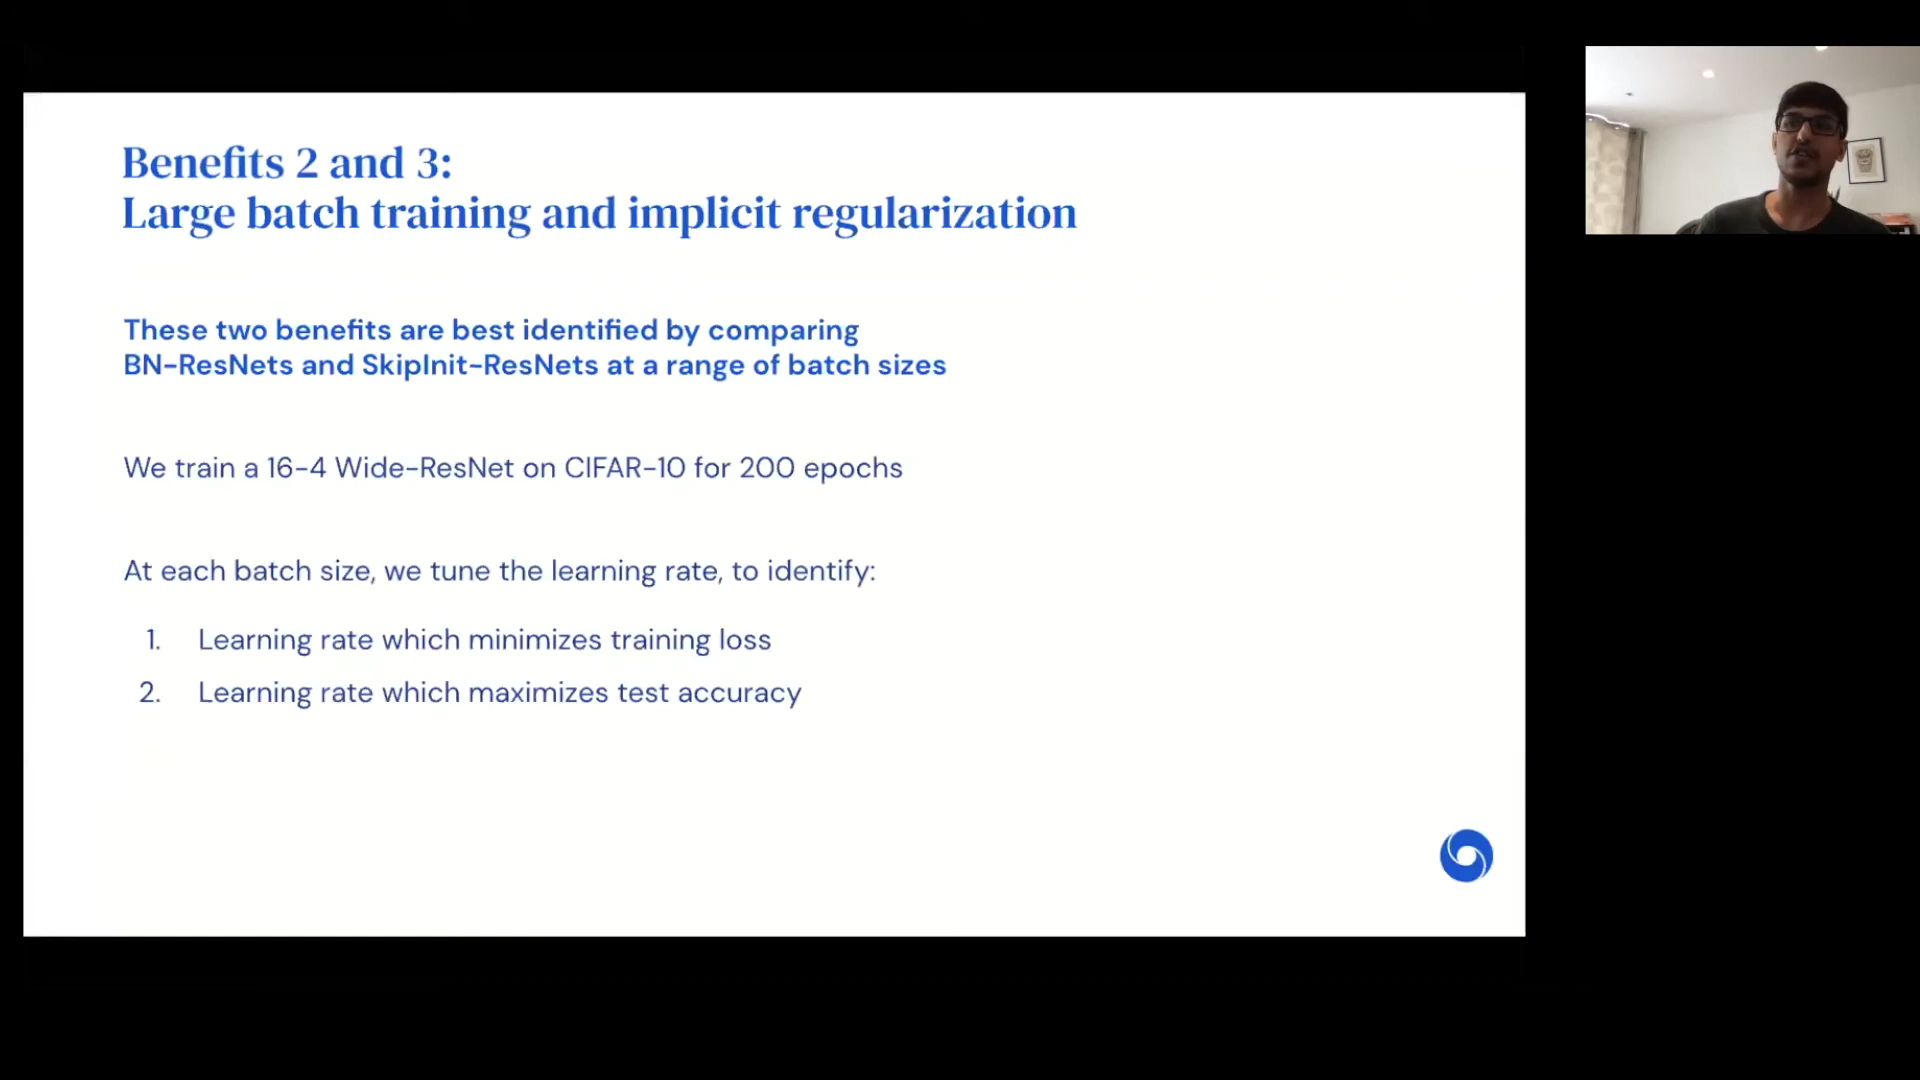 Benefits 2 and 3:
Large batch training and implicit regularization
These two benefits are best identified by comparing
BN-ResNets and SkipInit-ResNets at a range of batch sizes
We train a 16-4 Wide-ResNet on CIFAR-10 for 200 epochs
At each batch size, we tune the learning rate, to identify:
1. Learning rate which minimizes training loss
2. Learning rate which maximizes test accuracy